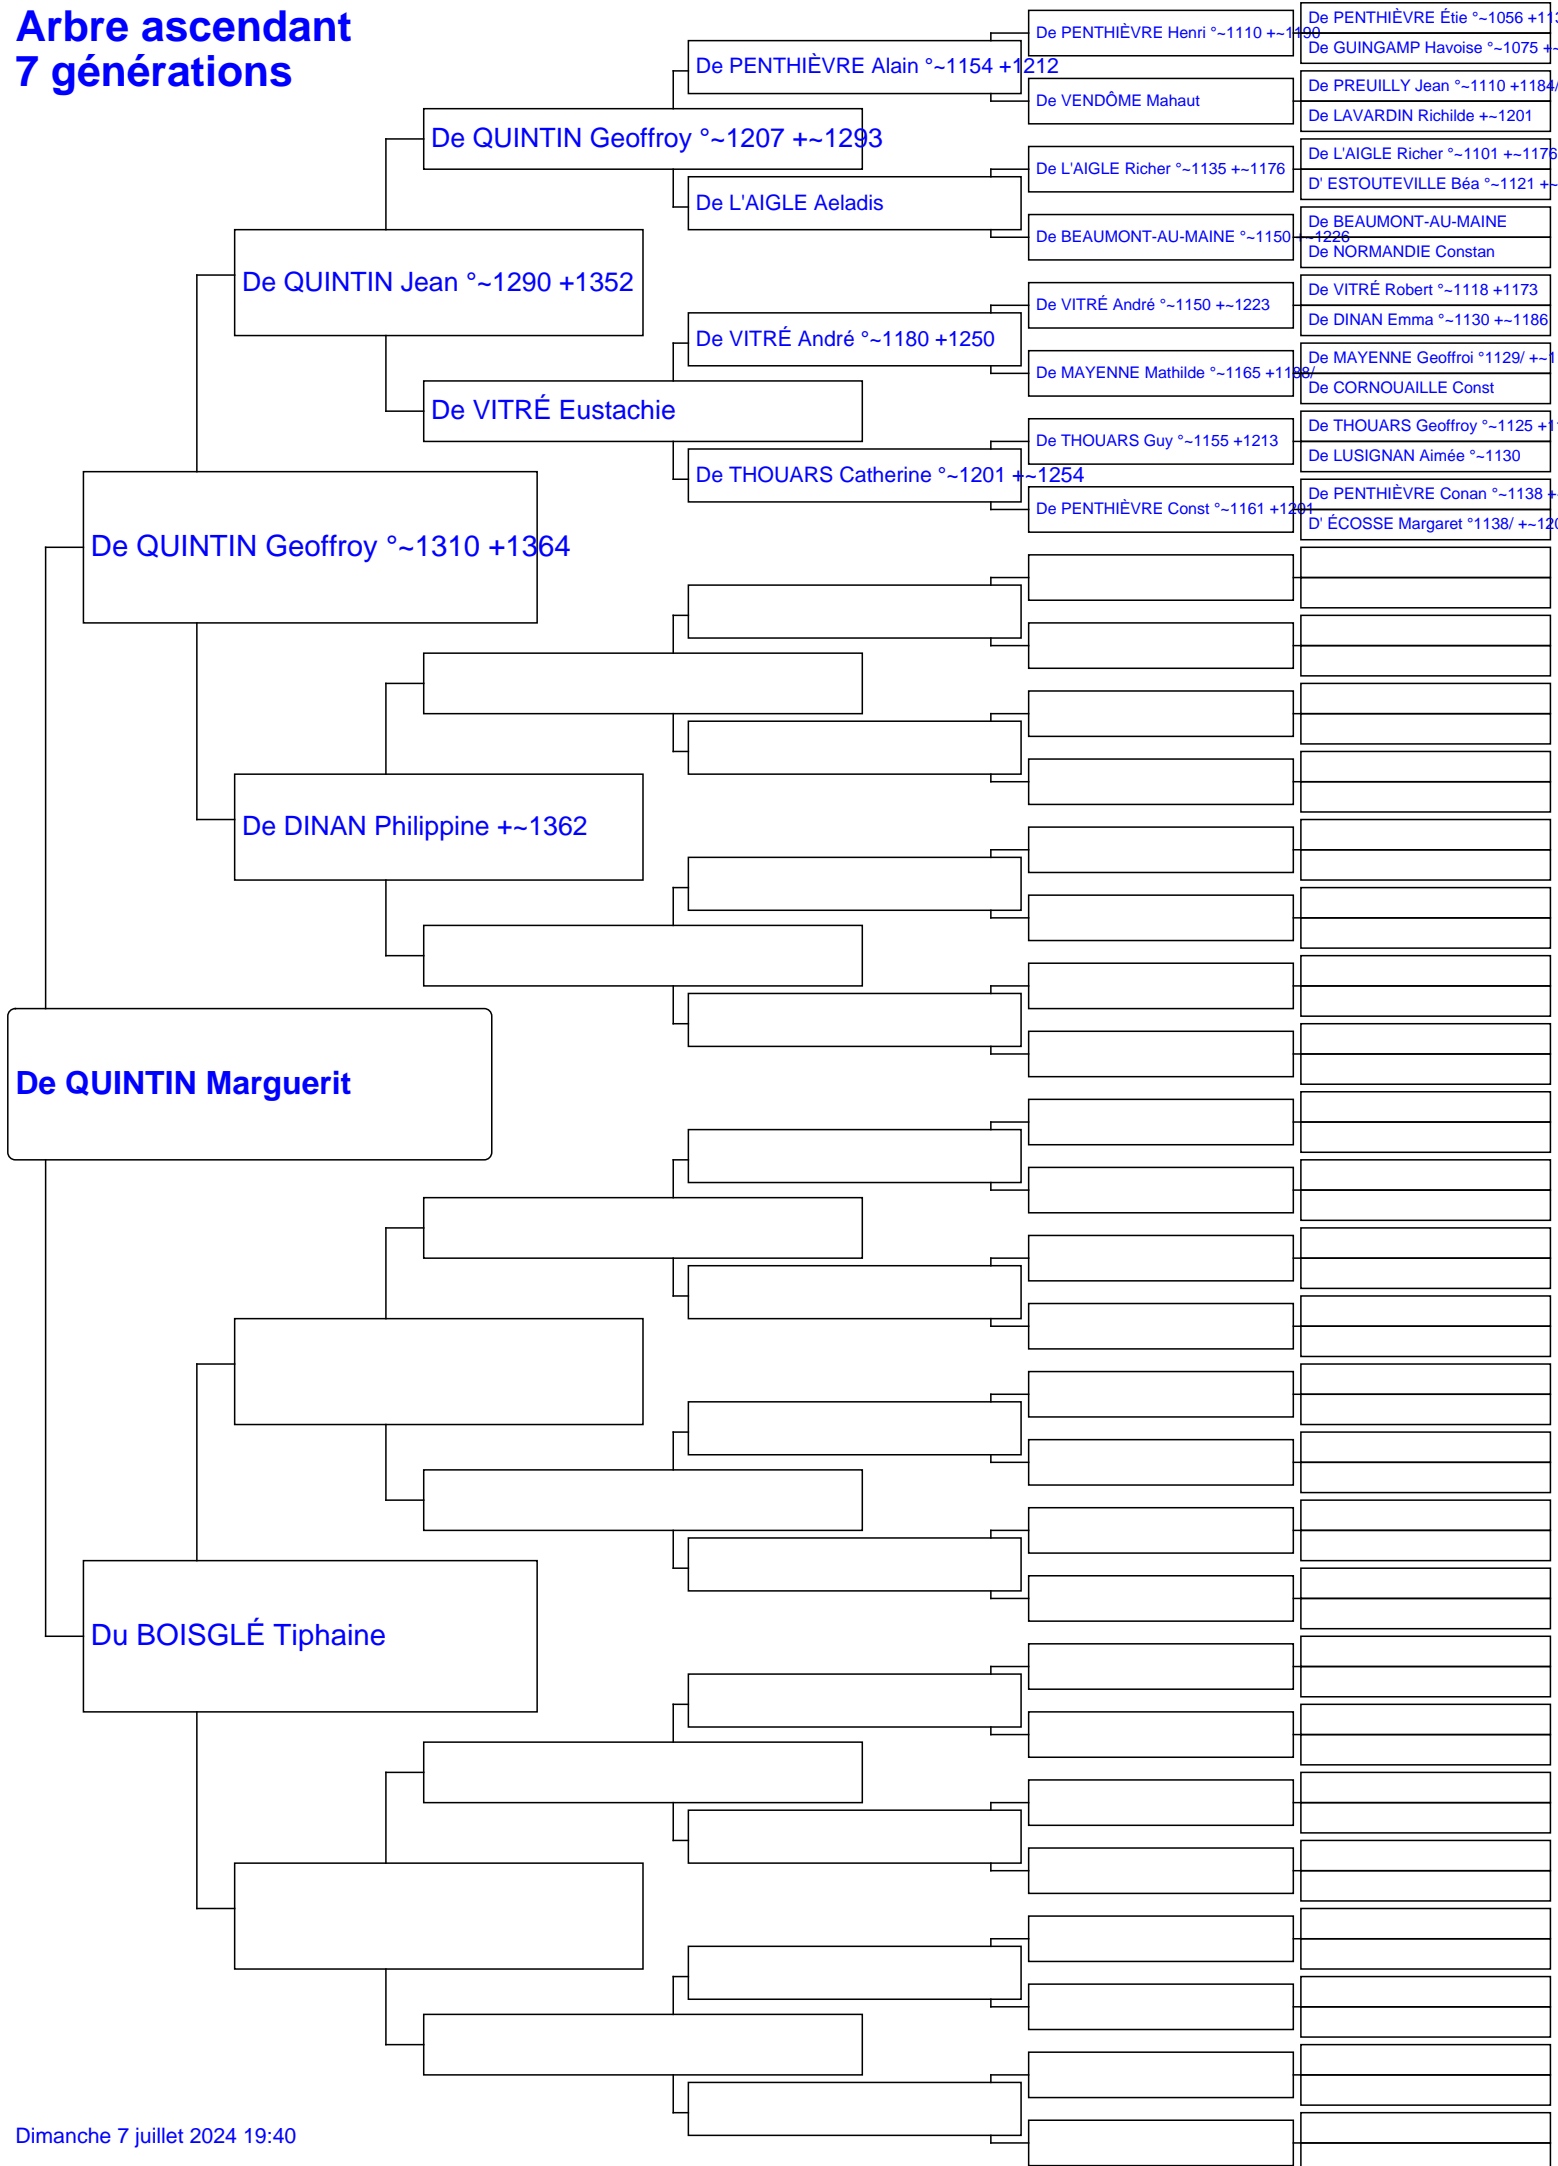 Arbre ascendant
7 générations
De PENTHIÈVRE Étie °~1056
De PENTHIÈVRE Henri °~1110 +~1190
De GUINGAMP Havoise °~1075
De PENTHIÈVRE Alain °~1154 +1212
De PREUILLY Jean °~1110 +1184/
De VENDÔME Mahaut
De LAVARDIN Richilde +~1201
De QUINTIN Geoffroy °~1207 +~1293
De L'AIGLE Richer °~1101 +~1176
De L'AIGLE Richer °~1135 +~1176
D' ESTOUTEVILLE Béa °~1121
De L'AIGLE Aeladis
De BEAUMONT-AU-MAINE
De BEAUMONT-AU-MAINE °~1150 +~1226
De NORMANDIE Constan
De QUINTIN Jean °~1290 +1352
De VITRÉ Robert °~1118 +1173
De VITRÉ André °~1150 +~1223
De DINAN Emma °~1130 +~1186
De VITRÉ André °~1180 +1250
De MAYENNE Geoffroi °1129/
De MAYENNE Mathilde °~1165 +1188/
De CORNOUAILLE Const
De VITRÉ Eustachie
De THOUARS Geoffroy °~1125
De THOUARS Guy °~1155 +1213
De LUSIGNAN Aimée °~1130
De THOUARS Catherine °~1201 +~1254
De PENTHIÈVRE Conan °~1138
De PENTHIÈVRE Const °~1161 +1201
D' ÉCOSSE Margaret °1138/
De QUINTIN Geoffroy °~1310 +1364
De DINAN Philippine +~1362
De QUINTIN Marguerit
Du BOISGLÉ Tiphaine
Dimanche 7 juillet 2024 19:40